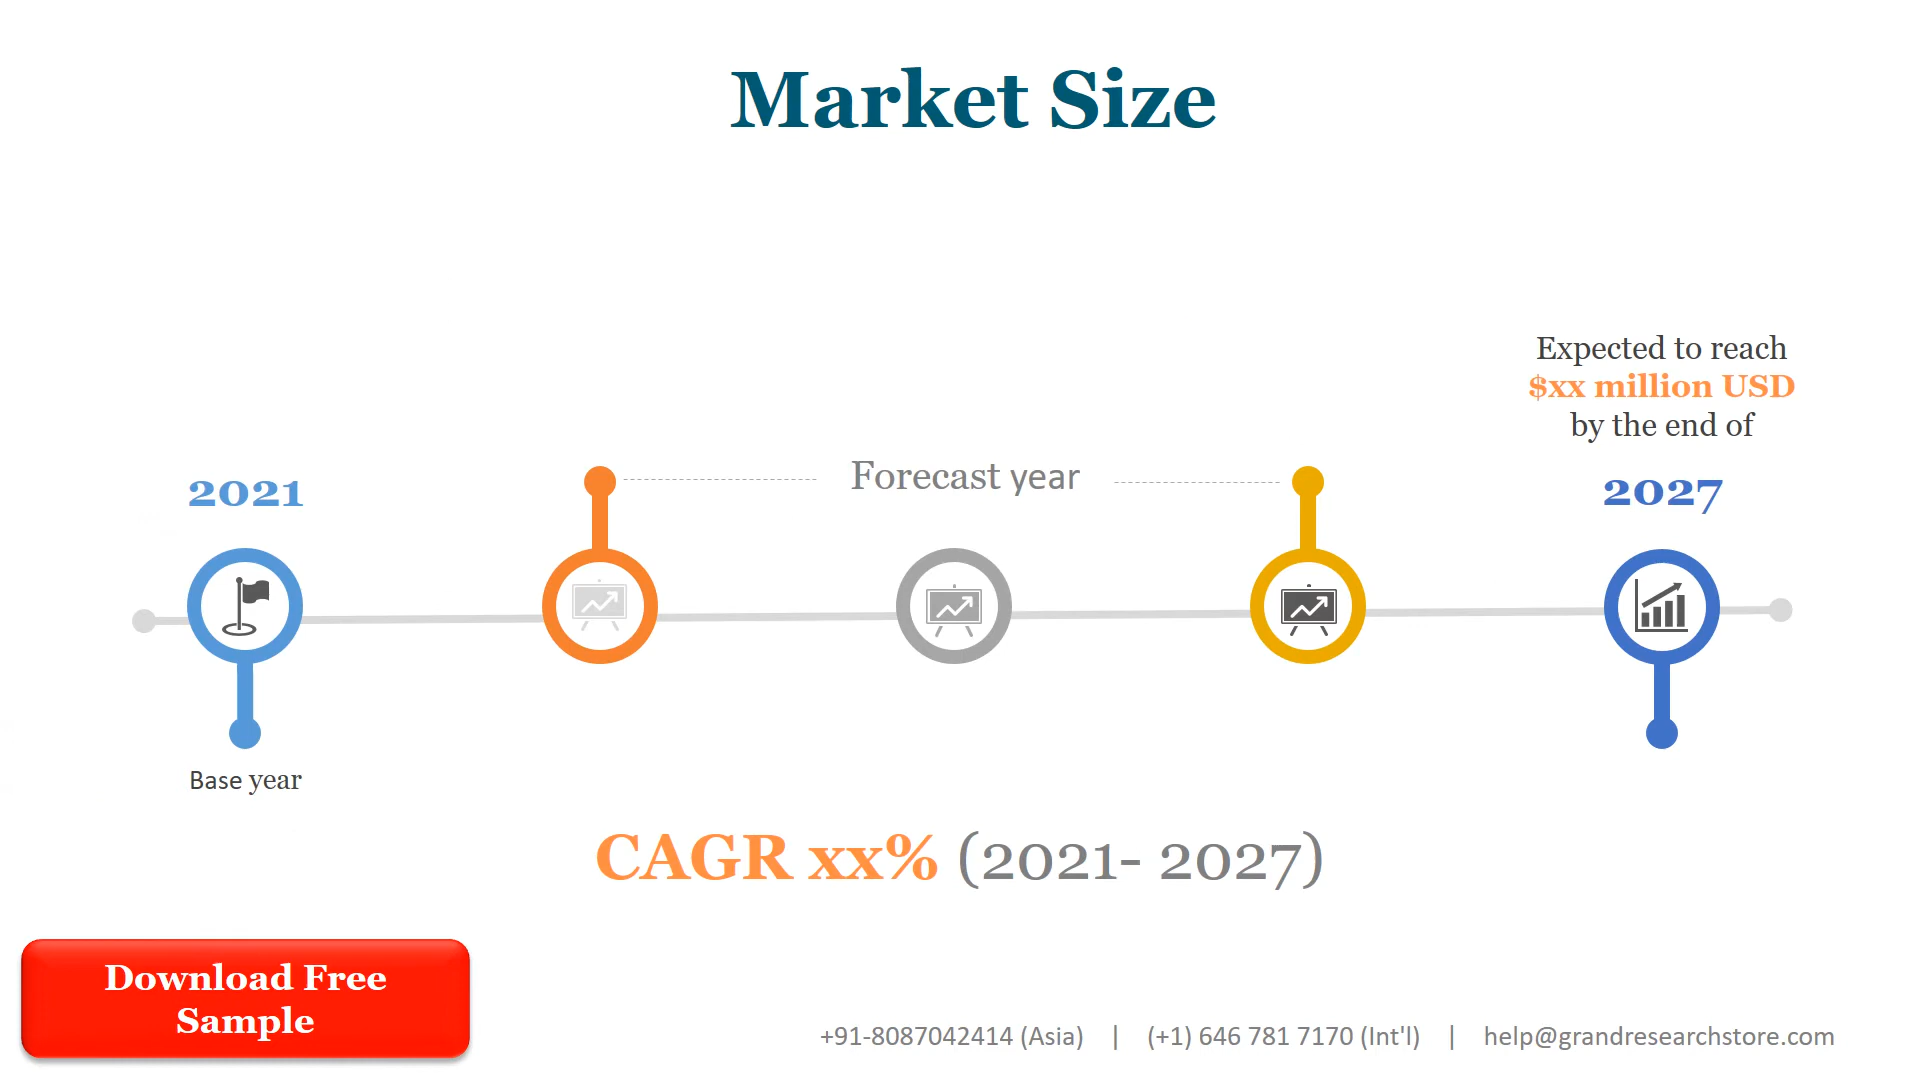 Market Size
Expected to reach
$xx million USD
by the end of
2021
Forecast year
2027
Base year
CAGR xx% (2021- 2027)
Download Free
Sample
+91-8087042414 (Asia) | (+1) 646 781 7170 (Int'l) | help@grandresearchstore.com